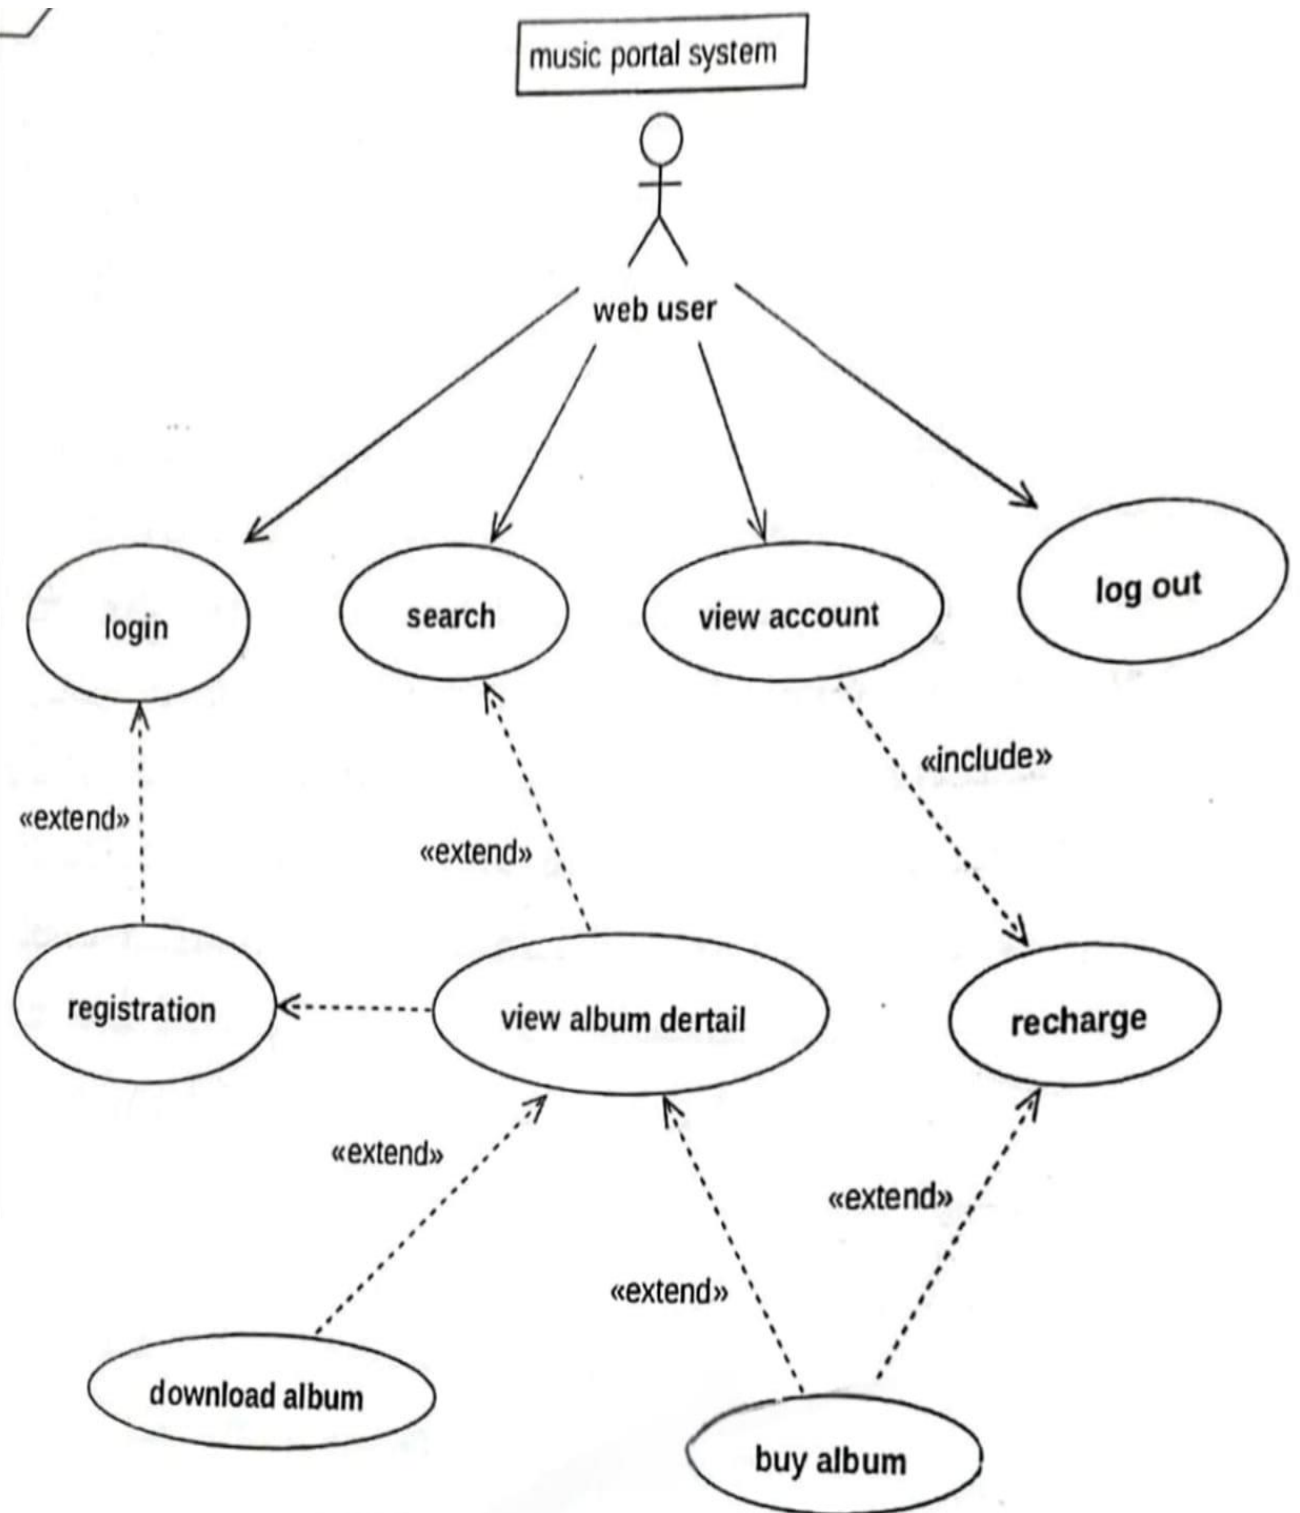 music portal system
web user
login
search
view account
log out
«include»
«extend»
«extend»
registration
view album dertail
recharge
«extend»
«extend»
«extend»
download album
buy album